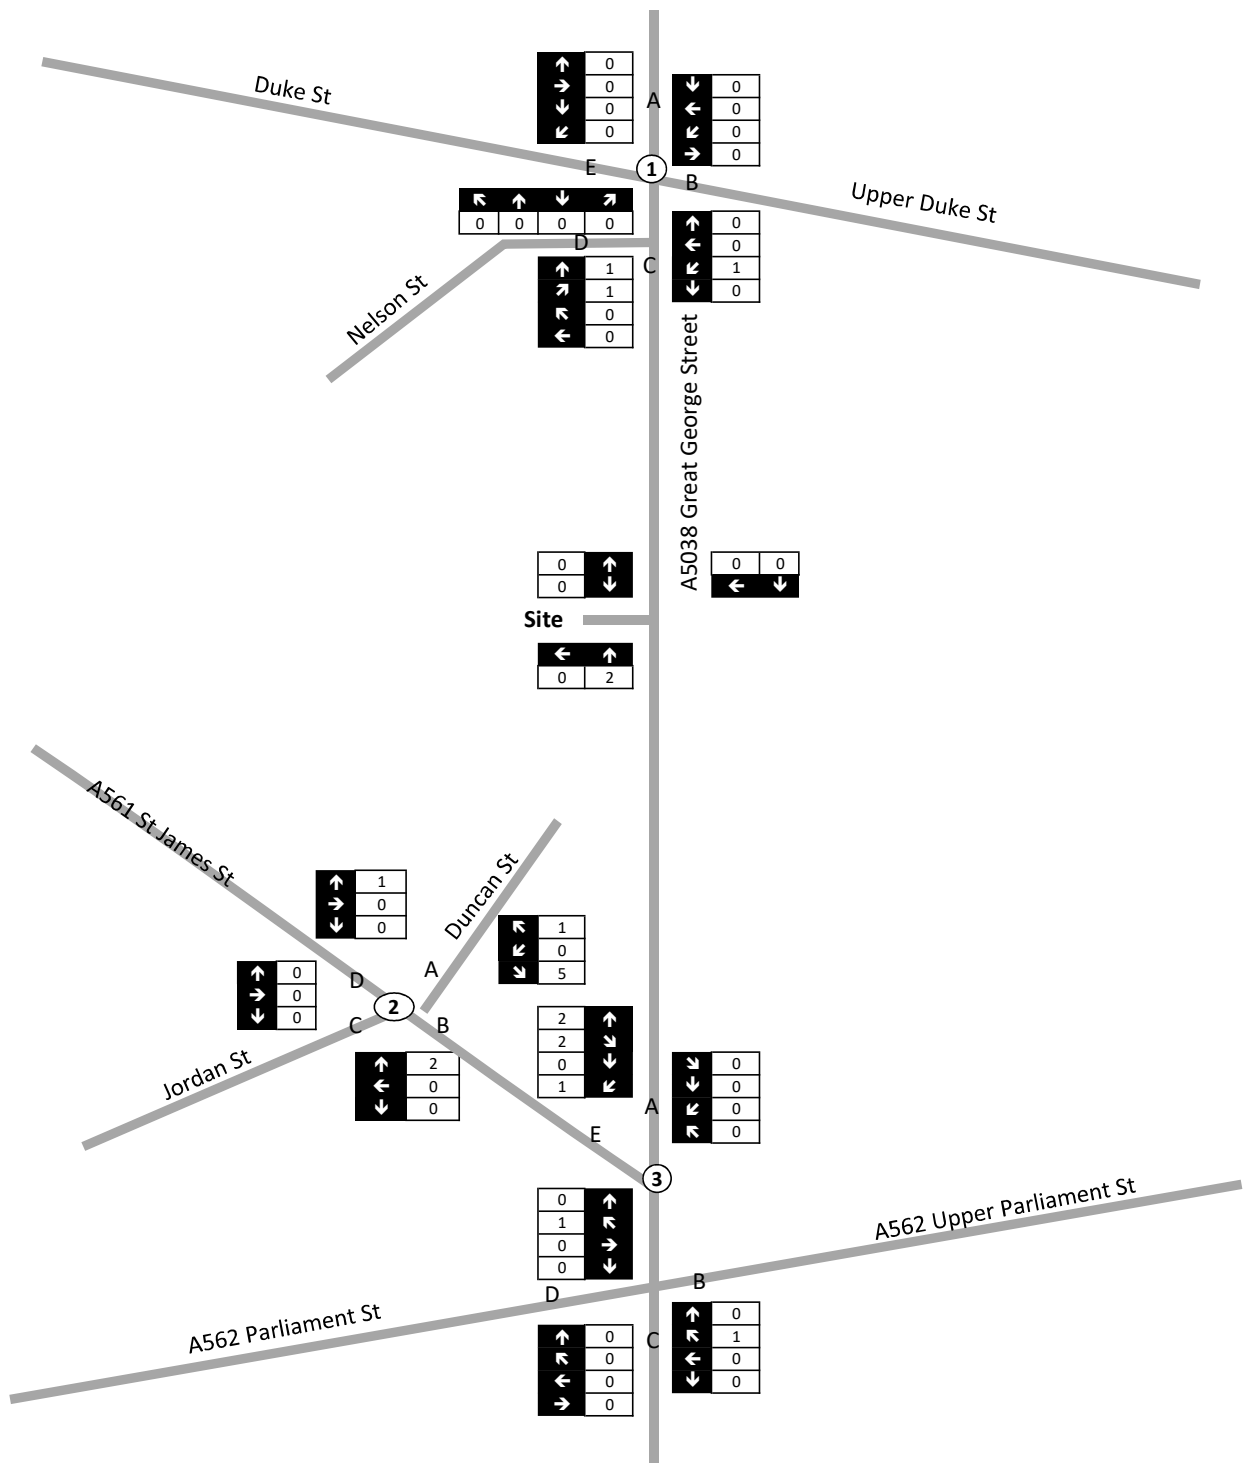 Duke St
↑ 0
→ 0
↓ 0
↙ 0
A
↓ 0
← 0
↙ 0
→ 0
E
1
B
Upper Duke St
↖ ↑ ↓ ↗
0 0 0 0
D
Nelson St
↑ 1
↗ 1
↖ 0
← 0
C
↑ 0
← 0
↙ 1
↓ 0
A5038 Great George Street
0 ↑
0 ↓
0 0
← ↓
Site
← ↑
0 2
A561 St James St
↑ 1
→ 0
↓ 0
Duncan St
↖ 1
↙ 0
↘ 5
↑ 0
→ 0
↓ 0
D
A
2
C
B
Jordan St
↑ 2
← 0
↓ 0
2 ↑
2 ↘
0 ↓
1 ↙
A
↘ 0
↓ 0
↙ 0
↖ 0
E
3
0 ↑
1 ↖
0 →
0 ↓
A562 Upper Parliament St
D
B
A562 Parliament St
↑ 0
↖ 0
← 0
→ 0
C
↑ 0
↖ 1
← 0
↓ 0